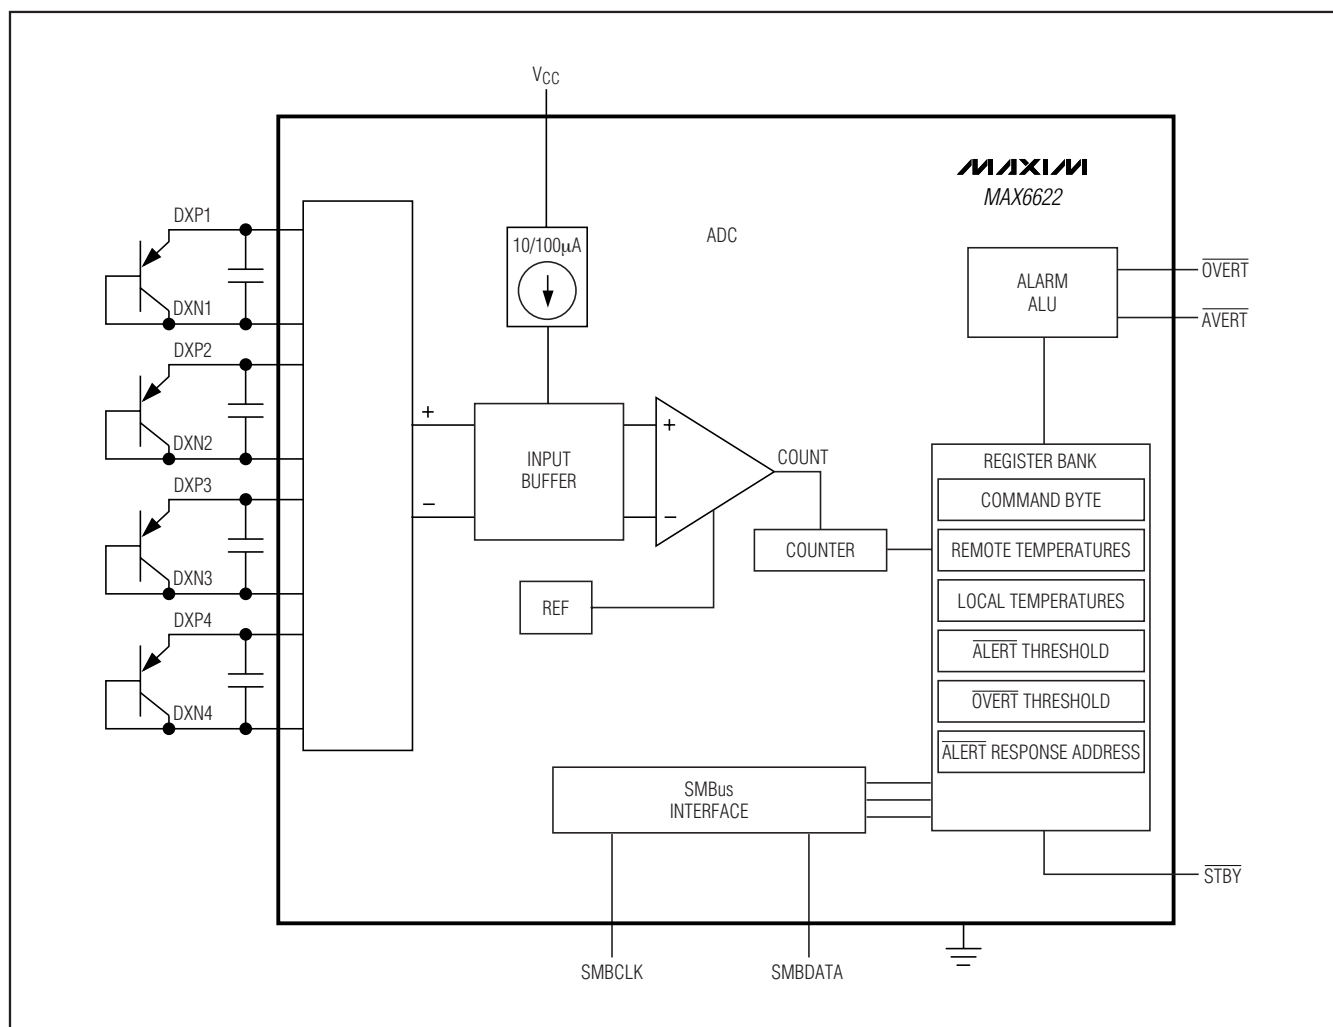 VCC
MAXIM
MAX6622
DXP1
10/100µA
ADC
ALARM
ALU
OVERT
AVERT
DXN1
DXP2
DXN2
+
INPUT
BUFFER
+
COUNT
REGISTER BANK
DXP3
−
−
COMMAND BYTE
COUNTER
REMOTE TEMPERATURES
DXN3
REF
LOCAL TEMPERATURES
DXP4
ALERT THRESHOLD
DXN4
OVERT THRESHOLD
ALERT RESPONSE ADDRESS
SMBus
INTERFACE
STBY
SMBCLK
SMBDATA